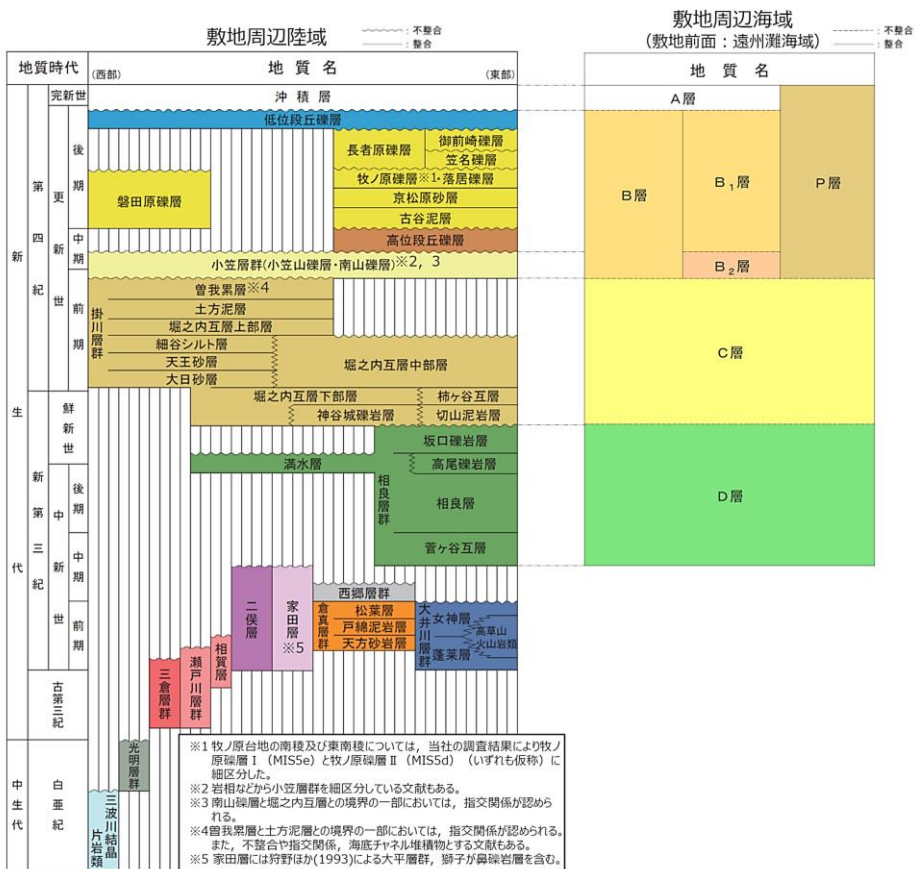 敷地周辺陸域
：不整合
：整合
敷地周辺海域
(敷地前面：遠州灘海域)
：不整合
：整合
地質時代
(西部)
地質名
(東部)
地質名
新生代
第四紀
完新世
更新世
後期
中期
前期
新第三紀
鮮新世
中新世
後期
中期
前期
古第三紀
中生代
白亜紀
沖積層
低位段丘礫層
長者原礫層
御前崎礫層
笠名礫層
牧ノ原礫層※1・落居礫層
京松原砂層
古谷泥層
磐田原礫層
高位段丘礫層
小笠層群(小笠山礫層・南山礫層)※2，3
掛川層群
曽我累層※4
土方泥層
堀之内互層上部層
細谷シルト層
天王砂層
大日砂層
堀之内互層中部層
堀之内互層下部層
柿ヶ谷互層
神谷城礫岩層
切山泥岩層
坂口礫岩層
満水層
高尾礫岩層
相良層群
相良層
菅ヶ谷互層
二俣層
家田層※5
西郷層群
倉真層群
松葉層
戸綿泥岩層
天方砂岩層
大井川層群
女神層
高草山火山岩類
蓬莱層
相賀層
瀬戸川層群
三倉層群
光明層群
三波川結晶片岩類
A層
B層
B₁層
B₂層
P層
C層
D層
※1 牧ノ原台地の南稜及び東南稜については，当社の調査結果により牧ノ
原礫層Ⅰ（MIS5e）と牧ノ原礫層Ⅱ（MIS5d）（いずれも仮称）に
細区分した。
※2 岩相などから小笠層群を細区分している文献もある。
※3 南山礫層と堀之内互層との境界の一部においては，指交関係が認めら
れる。
※4曽我累層と土方泥層との境界の一部においては，指交関係が認められる。
また，不整合や指交関係，海底チャネル堆積物とする文献もある。
※5 家田層には狩野ほか(1993)による大平層群，獅子が鼻礫岩層を含む。